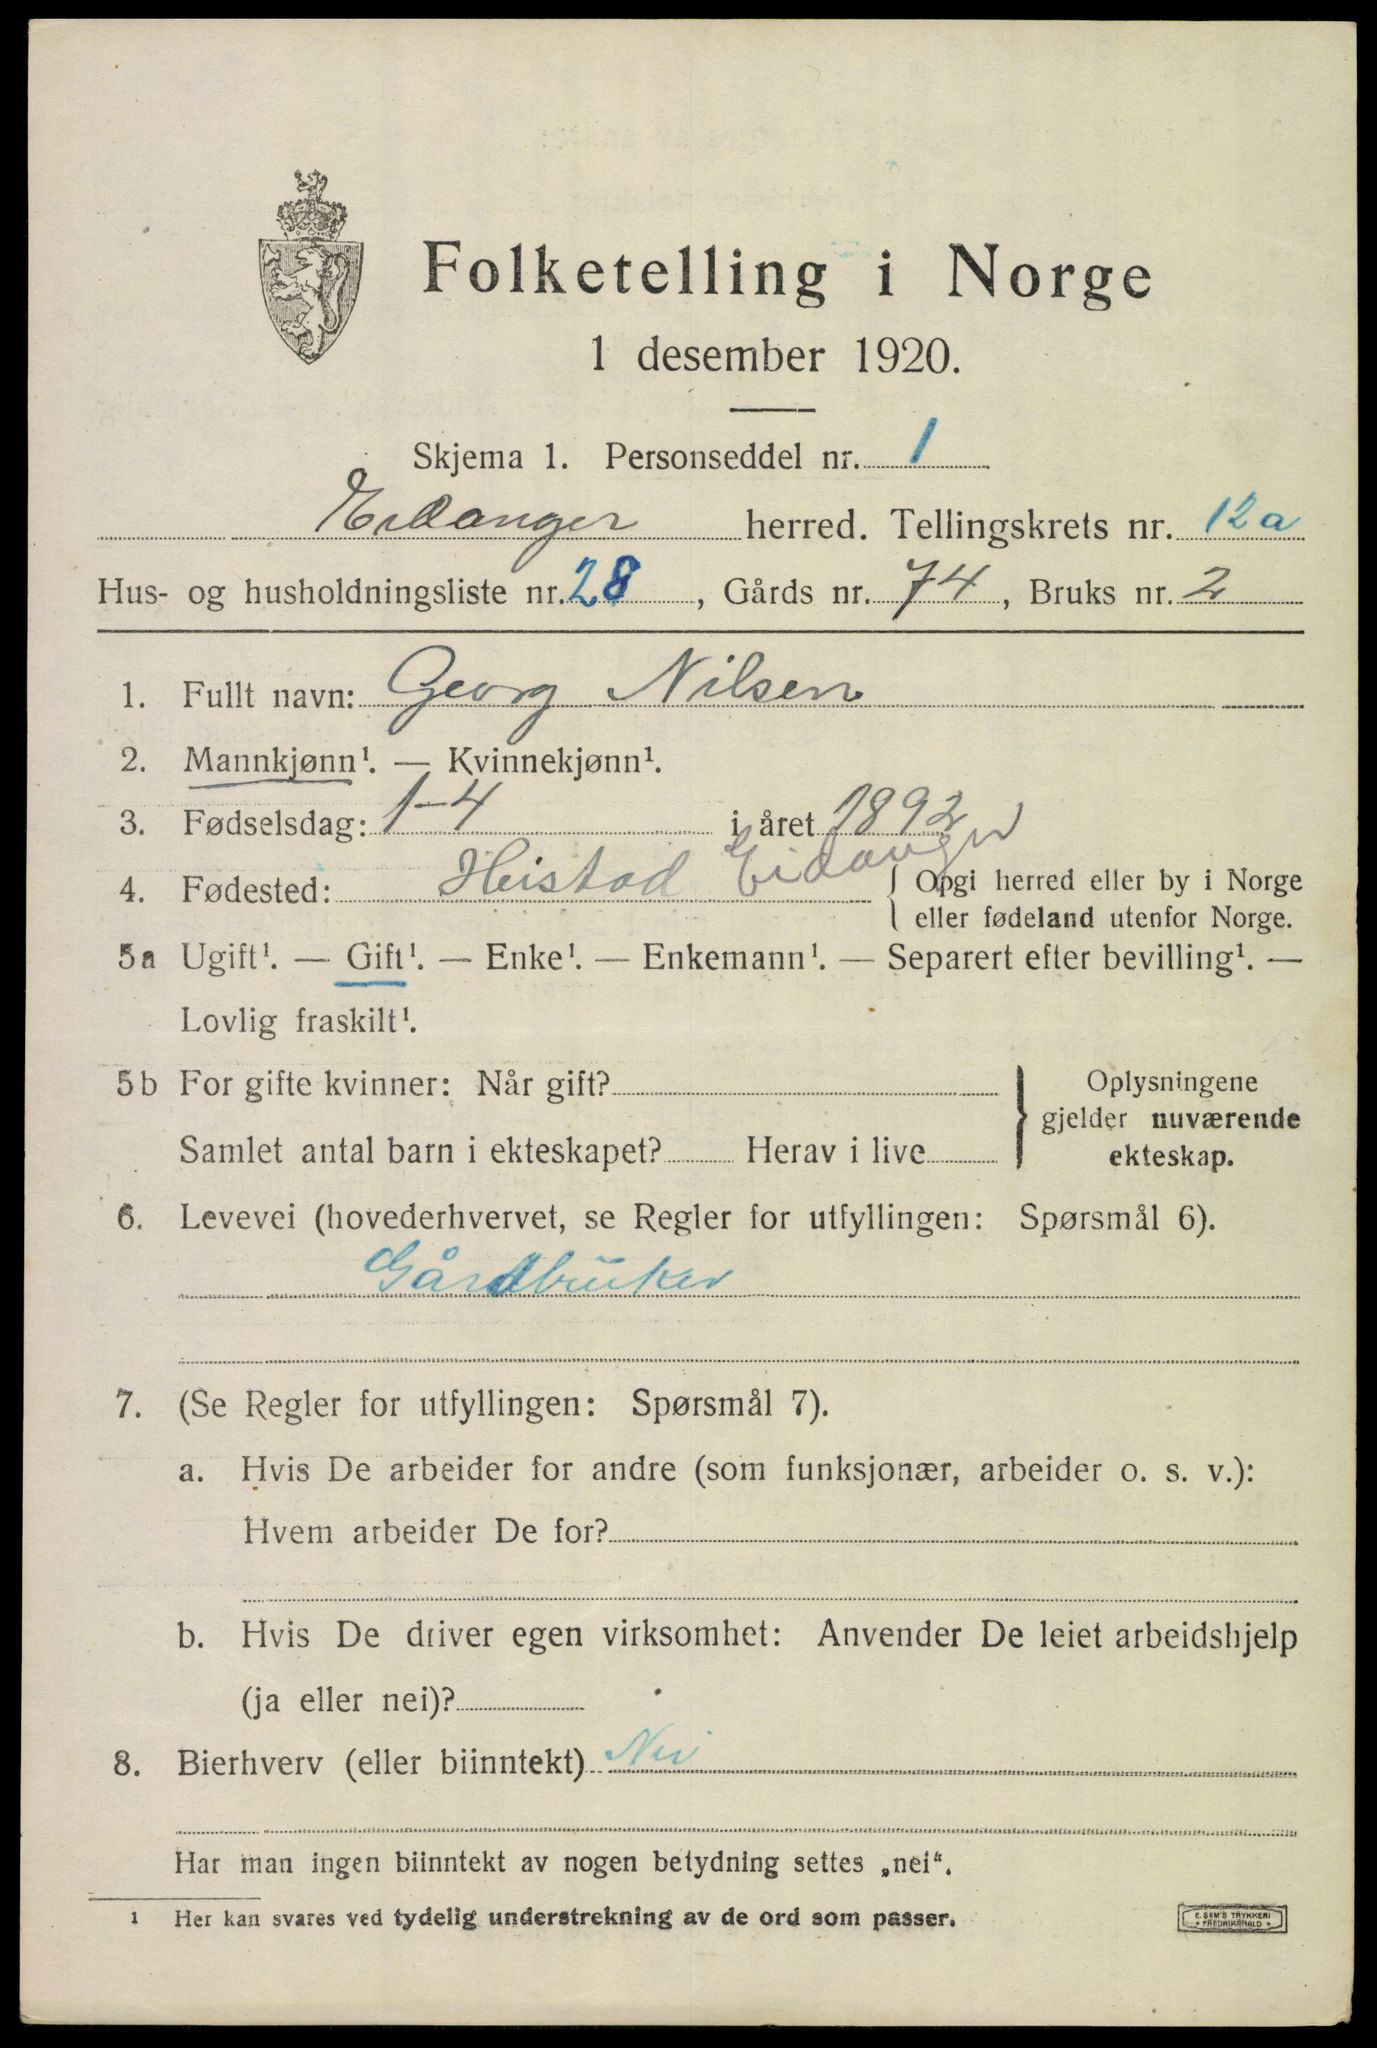 Folketelling i Norge
1 desember 1920.
Skjema 1. Personseddel nr. 1
Eidanger herred. Tellingskrets nr. 12a
Hus- og husholdningsliste nr. 28, Gårds nr. 74, Bruks nr. 2
1. Fullt navn: Georg Nilsen
2. Mannkjønn¹. — Kvinnekjønn¹.
3. Fødselsdag: 1-4 i året 1892
4. Fødested: Heistad Eidanger { Opgi herred eller by i Norge
eller fødeland utenfor Norge.
5a Ugift¹. — Gift¹. — Enke¹. — Enkemann¹. — Separert efter bevilling¹. —
Lovlig fraskilt¹.
5b For gifte kvinner: Når gift?
Samlet antal barn i ekteskapet? Herav i live
} Oplysningene
gjelder nuværende
ekteskap.
6. Levevei (hovederhvervet, se Regler for utfyllingen: Spørsmål 6).
Gårdbruker
7. (Se Regler for utfyllingen: Spørsmål 7).
a. Hvis De arbeider for andre (som funksjonær, arbeider o. s. v.):
Hvem arbeider De for?
b. Hvis De driver egen virksomhet: Anvender De leiet arbeidshjelp
(ja eller nei)?
8. Bierhverv (eller biinntekt) Nei
Har man ingen biinntekt av nogen betydning settes „nei“.
1 Her kan svares ved tydelig understrekning av de ord som passer.
E. SEM'S TRYKKERI
• FREDRIKSHALD •